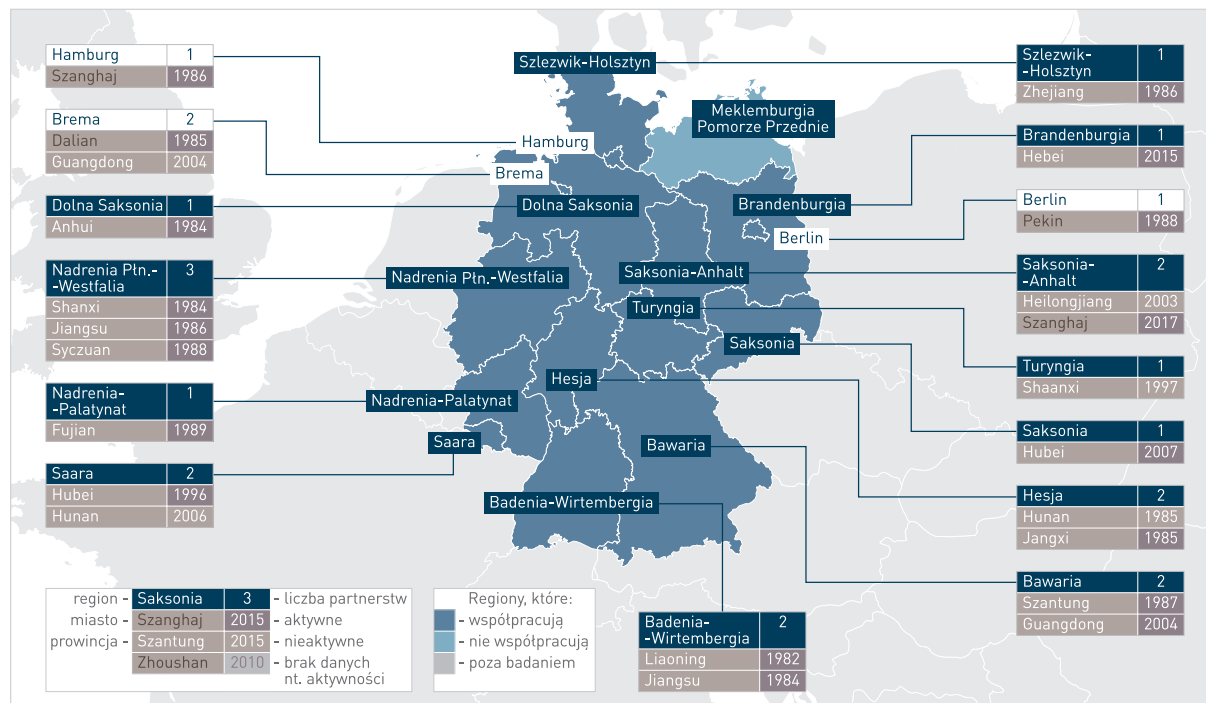 Hamburg 1
Szanghaj 1986
Brema 2
Dalian 1985
Guangdong 2004
Dolna Saksonia 1
Anhui 1984
Nadrenia Płn.-
-Westfalia 3
Shanxi 1984
Jiangsu 1986
Syczuan 1988
Nadrenia-
-Palatynat 1
Fujian 1989
Saara 2
Hubei 1996
Hunan 2006
Szlezwik-Holsztyn
Meklemburgia
Pomorze Przednie
Hamburg
Brema
Dolna Saksonia
Brandenburgia
Berlin
Nadrenia Płn.-Westfalia
Saksonia-Anhalt
Turyngia
Saksonia
Hesja
Nadrenia-Palatynat
Saara
Bawaria
Badenia-Wirtembergia
Szlezwik-
-Holsztyn 1
Zhejiang 1986
Brandenburgia 1
Hebei 2015
Berlin 1
Pekin 1988
Saksonia-
-Anhalt 2
Heilongjiang 2003
Szanghaj 2017
Turyngia 1
Shaanxi 1997
Saksonia 1
Hubei 2007
Hesja 2
Hunan 1985
Jangxi 1985
Bawaria 2
Szantung 1987
Guangdong 2004
Badenia-
-Wirtembergia 2
Liaoning 1982
Jiangsu 1984
region - Saksonia 3 - liczba partnerstw
miasto - Szanghaj 2015 - aktywne
prowincja - Szantung 2015 - nieaktywne
Zhoushan 2010 - brak danych
nt. aktywności
Regiony, które:
- współpracują
- nie współpracują
- poza badaniem